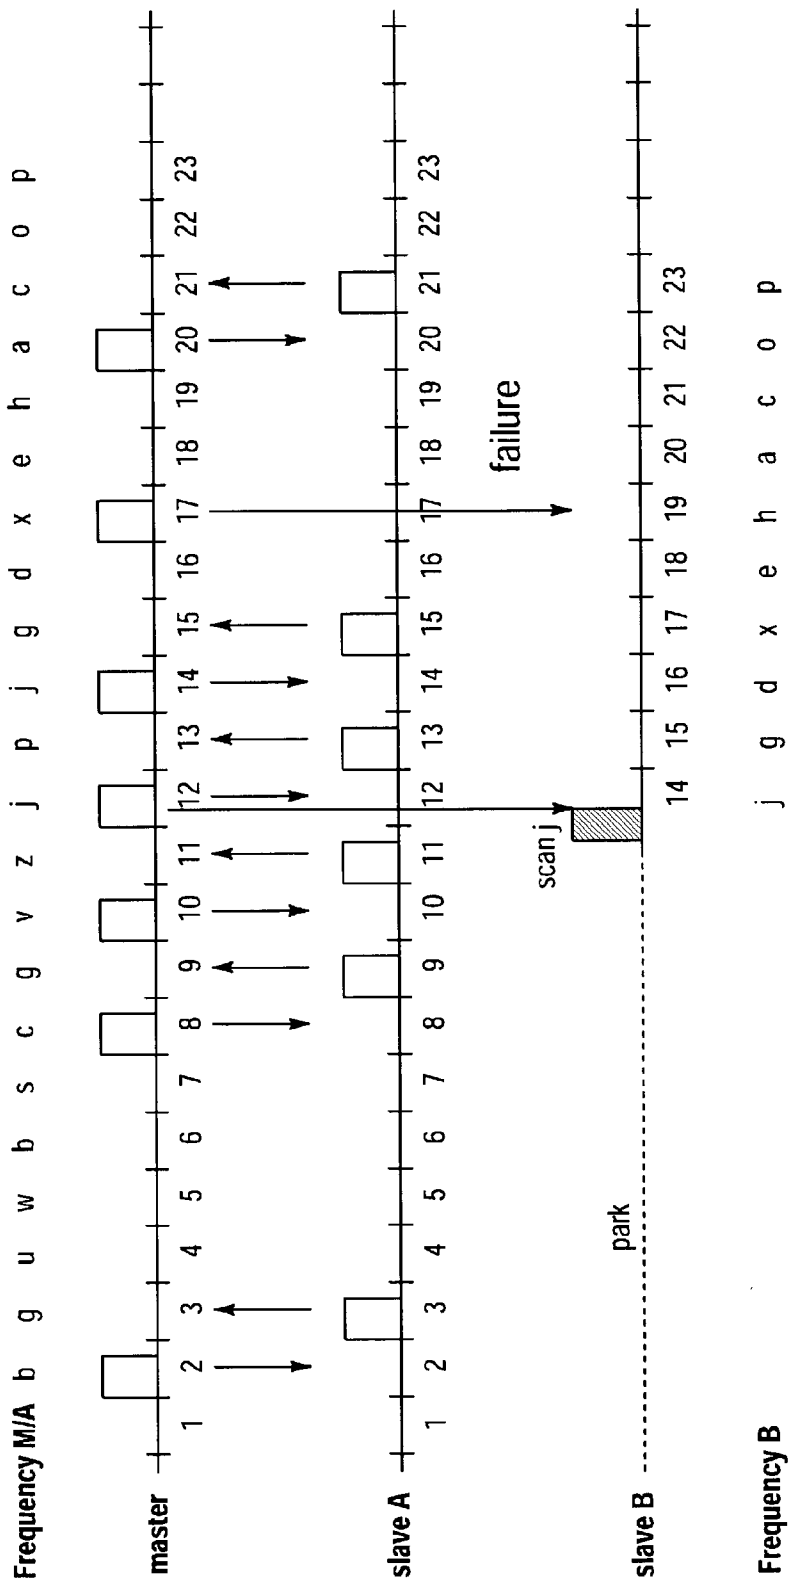 Frequency M/A b g u w b s c g v z j p j g d x e h a c o p
master
1 2 3 4 5 6 7 8 9 10 11 12 13 14 15 16 17 18 19 20 21 22 23
slave A
1 2 3 4 5 6 7 8 9 10 11 12 13 14 15 16 17 18 19 20 21 22 23
failure
scan j
park
slave B
14 15 16 17 18 19 20 21 22 23
Frequency B j g d x e h a c o p